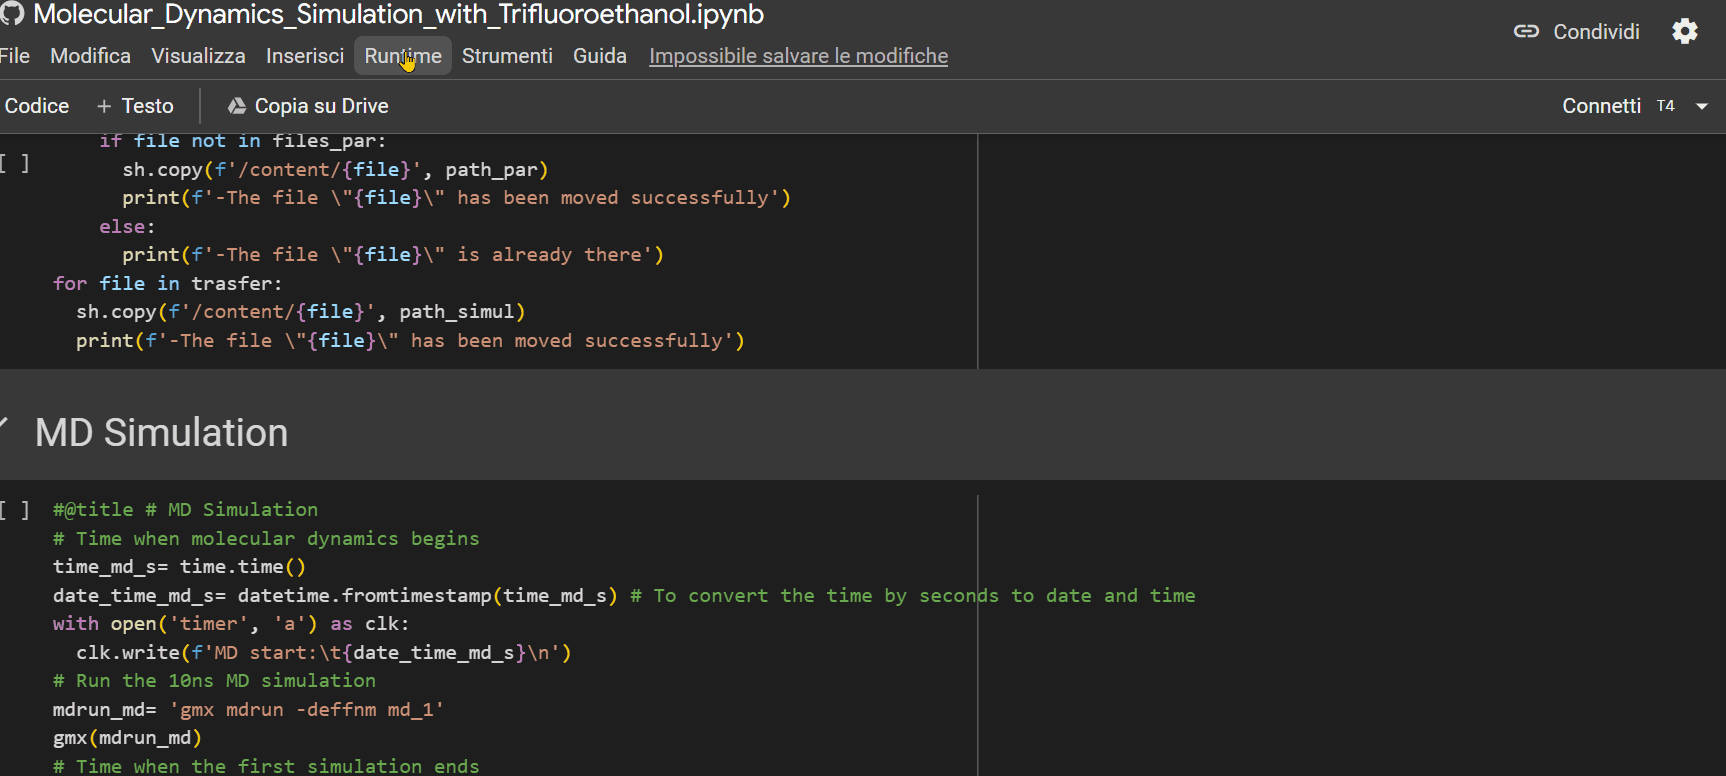 Molecular_Dynamics_Simulation_with_Trifluoroethanol.ipynb
File Modifica Visualizza Inserisci Runtime Strumenti Guida Impossibile salvare le modifiche
Condividi
Codice + Testo Copia su Drive
Connetti T4
if file not in files_par:
[ ]
sh.copy(f'/content/{file}', path_par)
print(f'-The file \"{file}\" has been moved successfully')
else:
print(f'-The file \"{file}\" is already there')
for file in trasfer:
sh.copy(f'/content/{file}', path_simul)
print(f'-The file \"{file}\" has been moved successfully')
MD Simulation
[ ] #@title # MD Simulation
# Time when molecular dynamics begins
time_md_s= time.time()
date_time_md_s= datetime.fromtimestamp(time_md_s) # To convert the time by seconds to date and time
with open('timer', 'a') as clk:
clk.write(f'MD start:\t{date_time_md_s}\n')
# Run the 10ns MD simulation
mdrun_md= 'gmx mdrun -deffnm md_1'
gmx(mdrun_md)
# Time when the first simulation ends